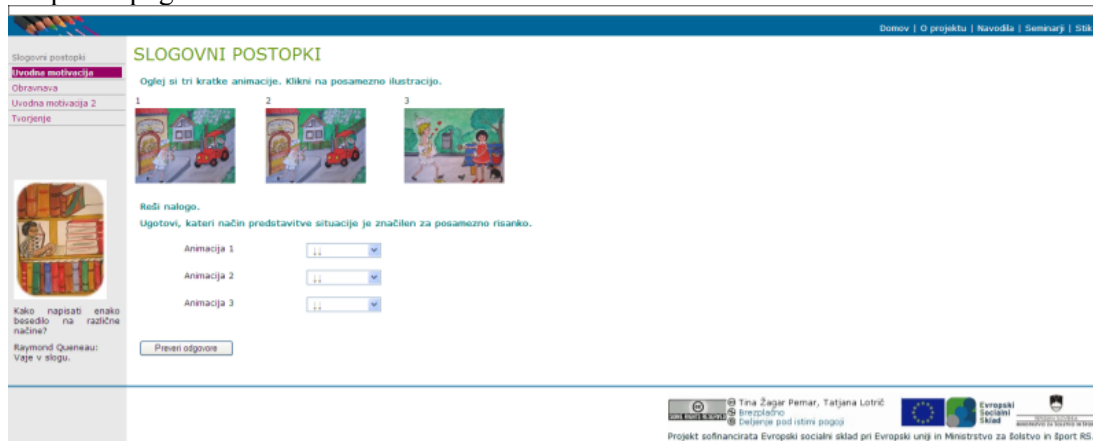 Domov | O projektu | Navodila | Seminarji | Stik
Slogovni postopki
Uvodna motivacija
Obravnava
Uvodna motivacija 2
Tvorjenje
Kako napisati enako
besedilo na različne
načine?
Raymond Queneau:
Vaje v slogu.
SLOGOVNI POSTOPKI
Oglej si tri kratke animacije. Klikni na posamezno ilustracijo.
1 2 3
Reši nalogo.
Ugotovi, kateri način predstavitve situacije je značilen za posamezno risanko.
Animacija 1
Animacija 2
Animacija 3
Preveri odgovore
Tina Žagar Pernar, Tatjana Lotrič
Brezplačno
Deljenje pod istimi pogoji
Evropski
Socialni
Sklad
Projekt sofinancirata Evropski socialni sklad pri Evropski uniji in Ministrstvo za šolstvo in šport RS.